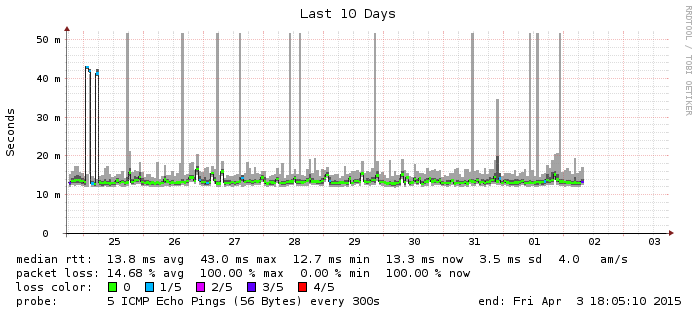 Last 10 Days
RRDTOOL / TOBI OETIKER
Seconds
50 m
40 m
30 m
20 m
10 m
0
25 26 27 28 29 30 31 01 02 03
median rtt: 13.8 ms avg 43.0 ms max 12.7 ms min 13.3 ms now 3.5 ms sd 4.0 am/s
packet loss: 14.68 % avg 100.00 % max 0.00 % min 100.00 % now
loss color: 0 1/5 2/5 3/5 4/5
probe: 5 ICMP Echo Pings (56 Bytes) every 300s end: Fri Apr 3 18:05:10 2015